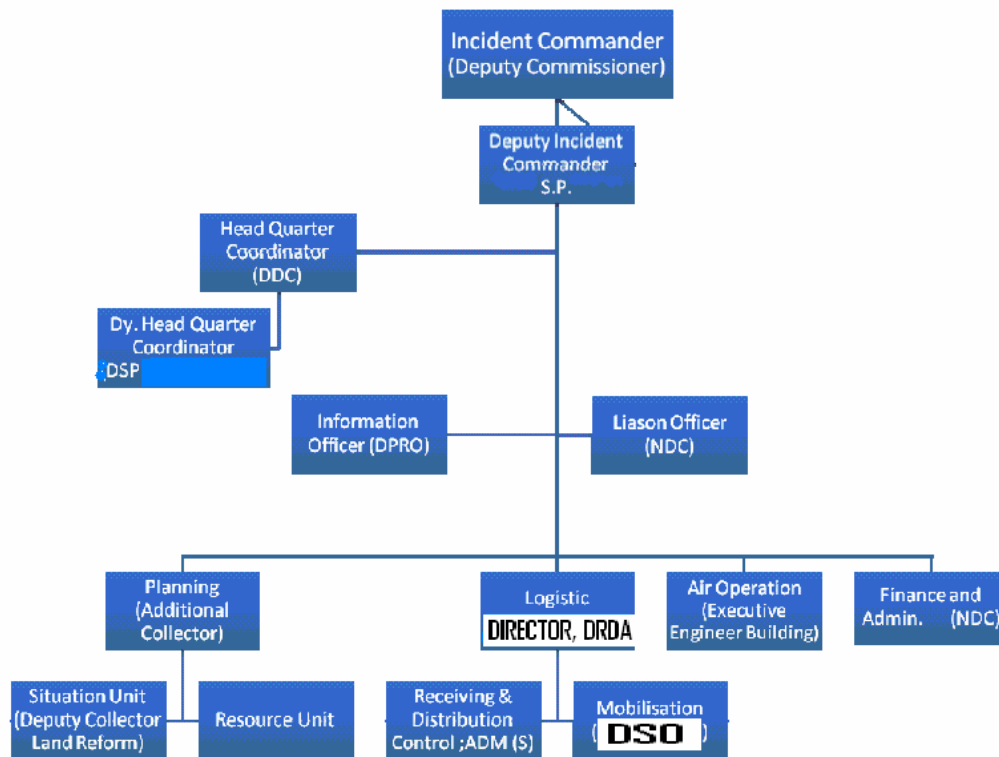 Incident Commander
(Deputy Commissioner)
Deputy Incident
Commander
S.P.
Head Quarter
Coordinator
(DDC)
Dy. Head Quarter
Coordinator
(DSP
Information
Officer (DPRO)
Liason Officer
(NDC)
Planning
(Additional
Collector)
Logistic
DIRECTOR, DRDA
Air Operation
(Executive
Engineer Building)
Finance and
Admin. (NDC)
Situation Unit
(Deputy Collector
Land Reform)
Resource Unit
Receiving &
Distribution
Control ;ADM (S)
Mobilisation
( DSO )